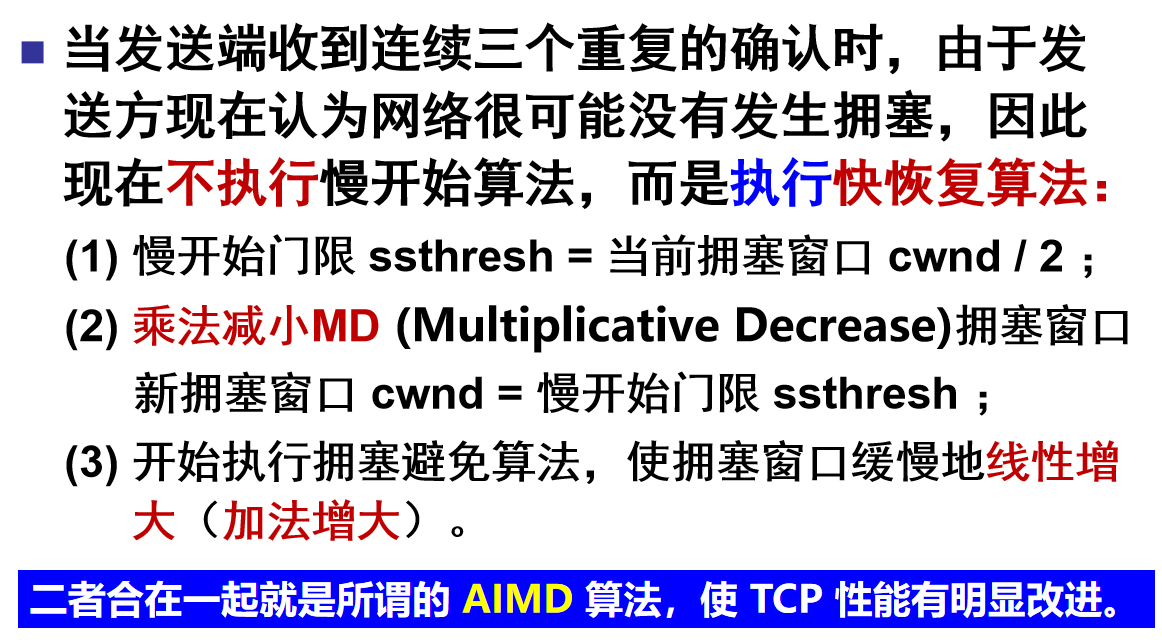 当发送端收到连续三个重复的确认时，由于发
送方现在认为网络很可能没有发生拥塞，因此
现在不执行慢开始算法，而是执行快恢复算法：
(1) 慢开始门限 ssthresh = 当前拥塞窗口 cwnd / 2 ；
(2) 乘法减小MD (Multiplicative Decrease)拥塞窗口
新拥塞窗口 cwnd = 慢开始门限 ssthresh ；
(3) 开始执行拥塞避免算法，使拥塞窗口缓慢地线性增
大（加法增大）。
二者合在一起就是所谓的 AIMD 算法，使 TCP 性能有明显改进。